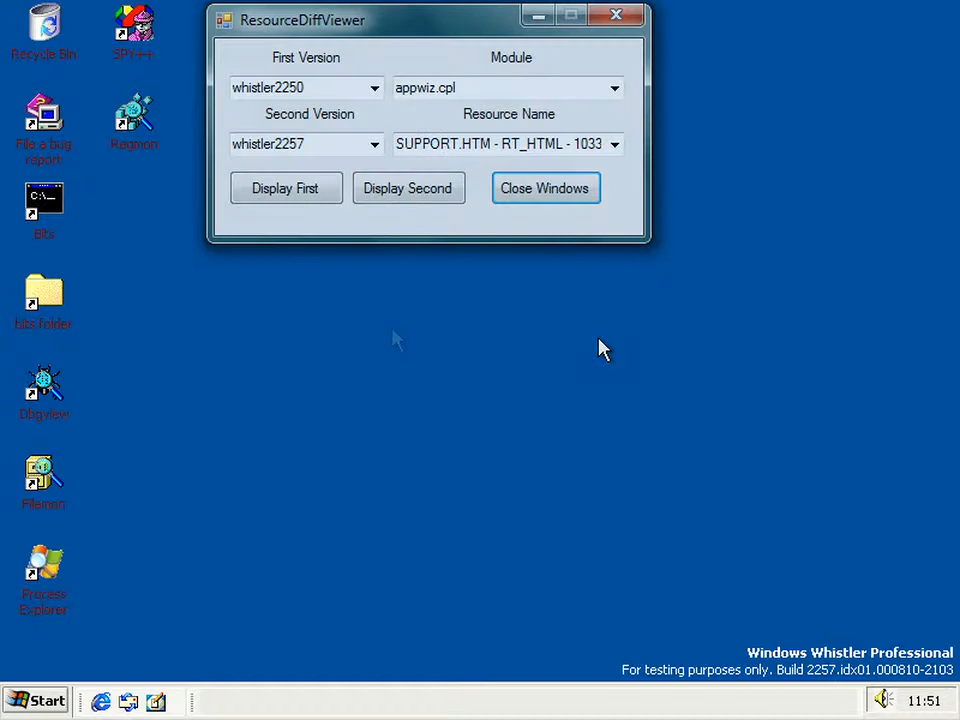 Recycle Bin
SPY++
File a bug report
Regmon
Bits
bits folder
Dbgview
Filemon
Process Explorer
ResourceDiffViewer
First Version
Module
whistler2250
appwiz.cpl
Second Version
Resource Name
whistler2257
SUPPORT.HTM - RT_HTML - 1033
Display First
Display Second
Close Windows
C:\_
Windows Whistler Professional
For testing purposes only. Build 2257.idx01.000810-2103
Start
11:51